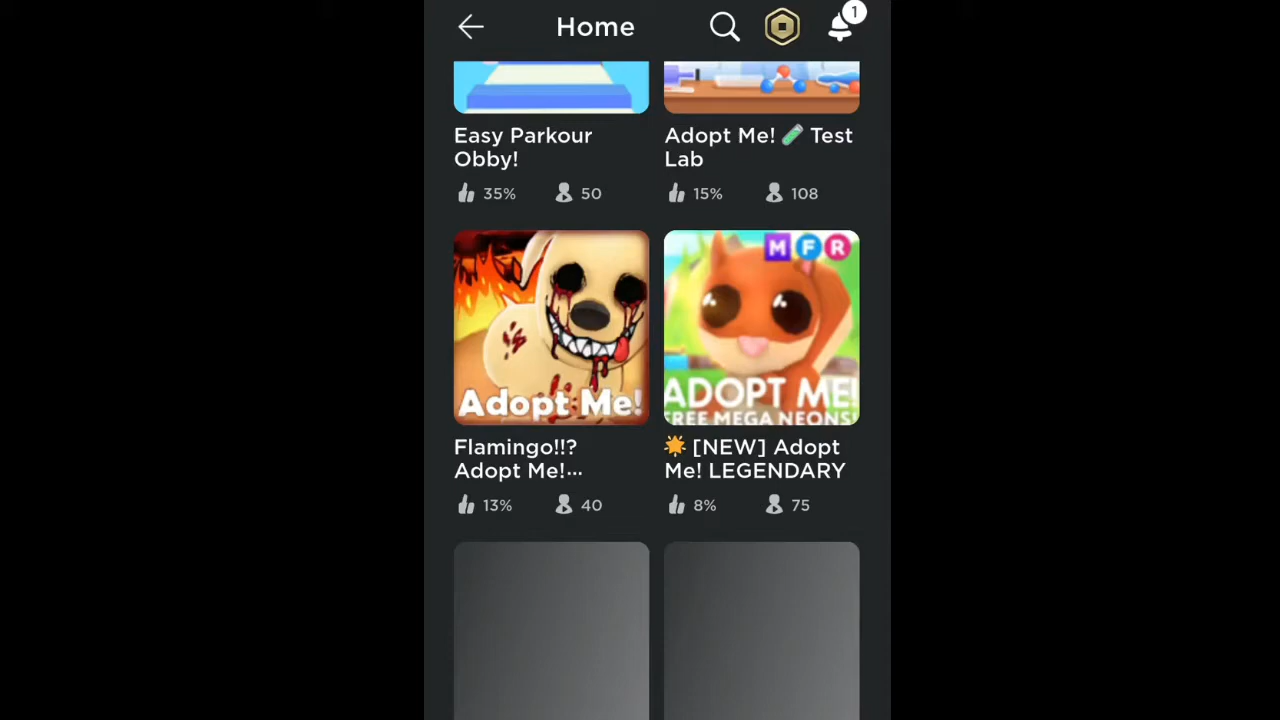 Home
1
Easy Parkour
Obby!
Adopt Me! 🧪 Test
Lab
35% 50
15% 108
Adopt Me!
M F R
ADOPT ME!
FREE MEGA NEONS!
Flamingo!!?
Adopt Me!...
🌟 [NEW] Adopt
Me! LEGENDARY
13% 40
8% 75